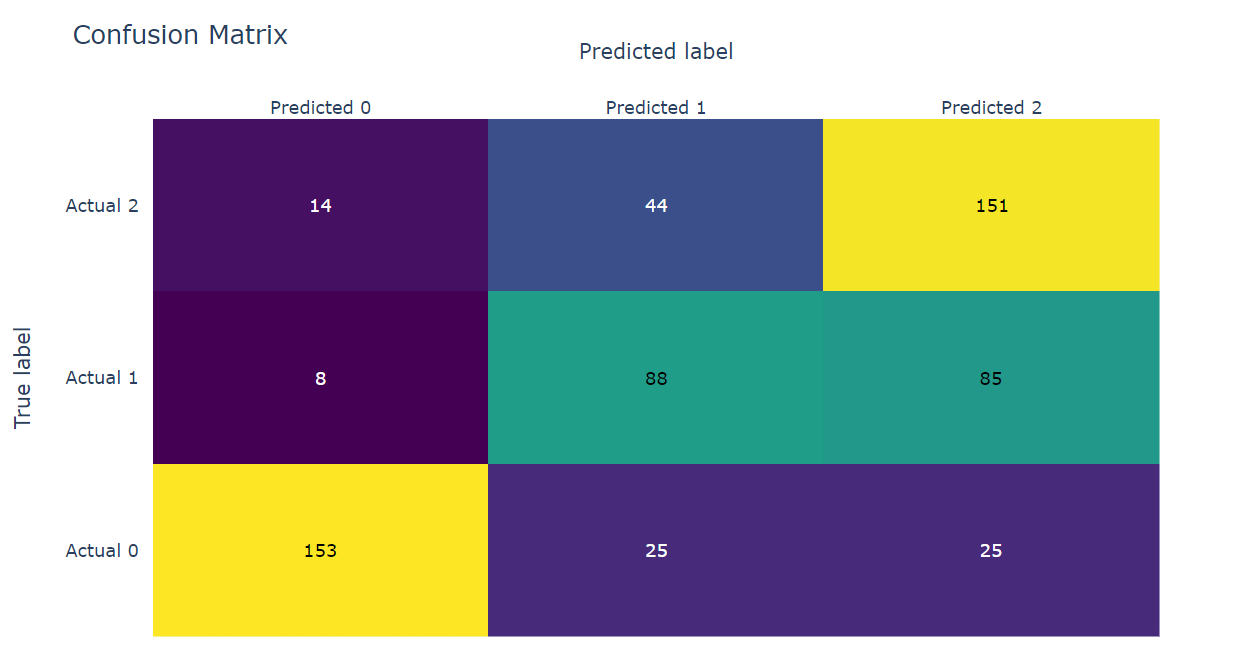 Confusion Matrix
Predicted label
Predicted 0 Predicted 1 Predicted 2
Actual 2 14 44 151
Actual 1 8 88 85
Actual 0 153 25 25
True label